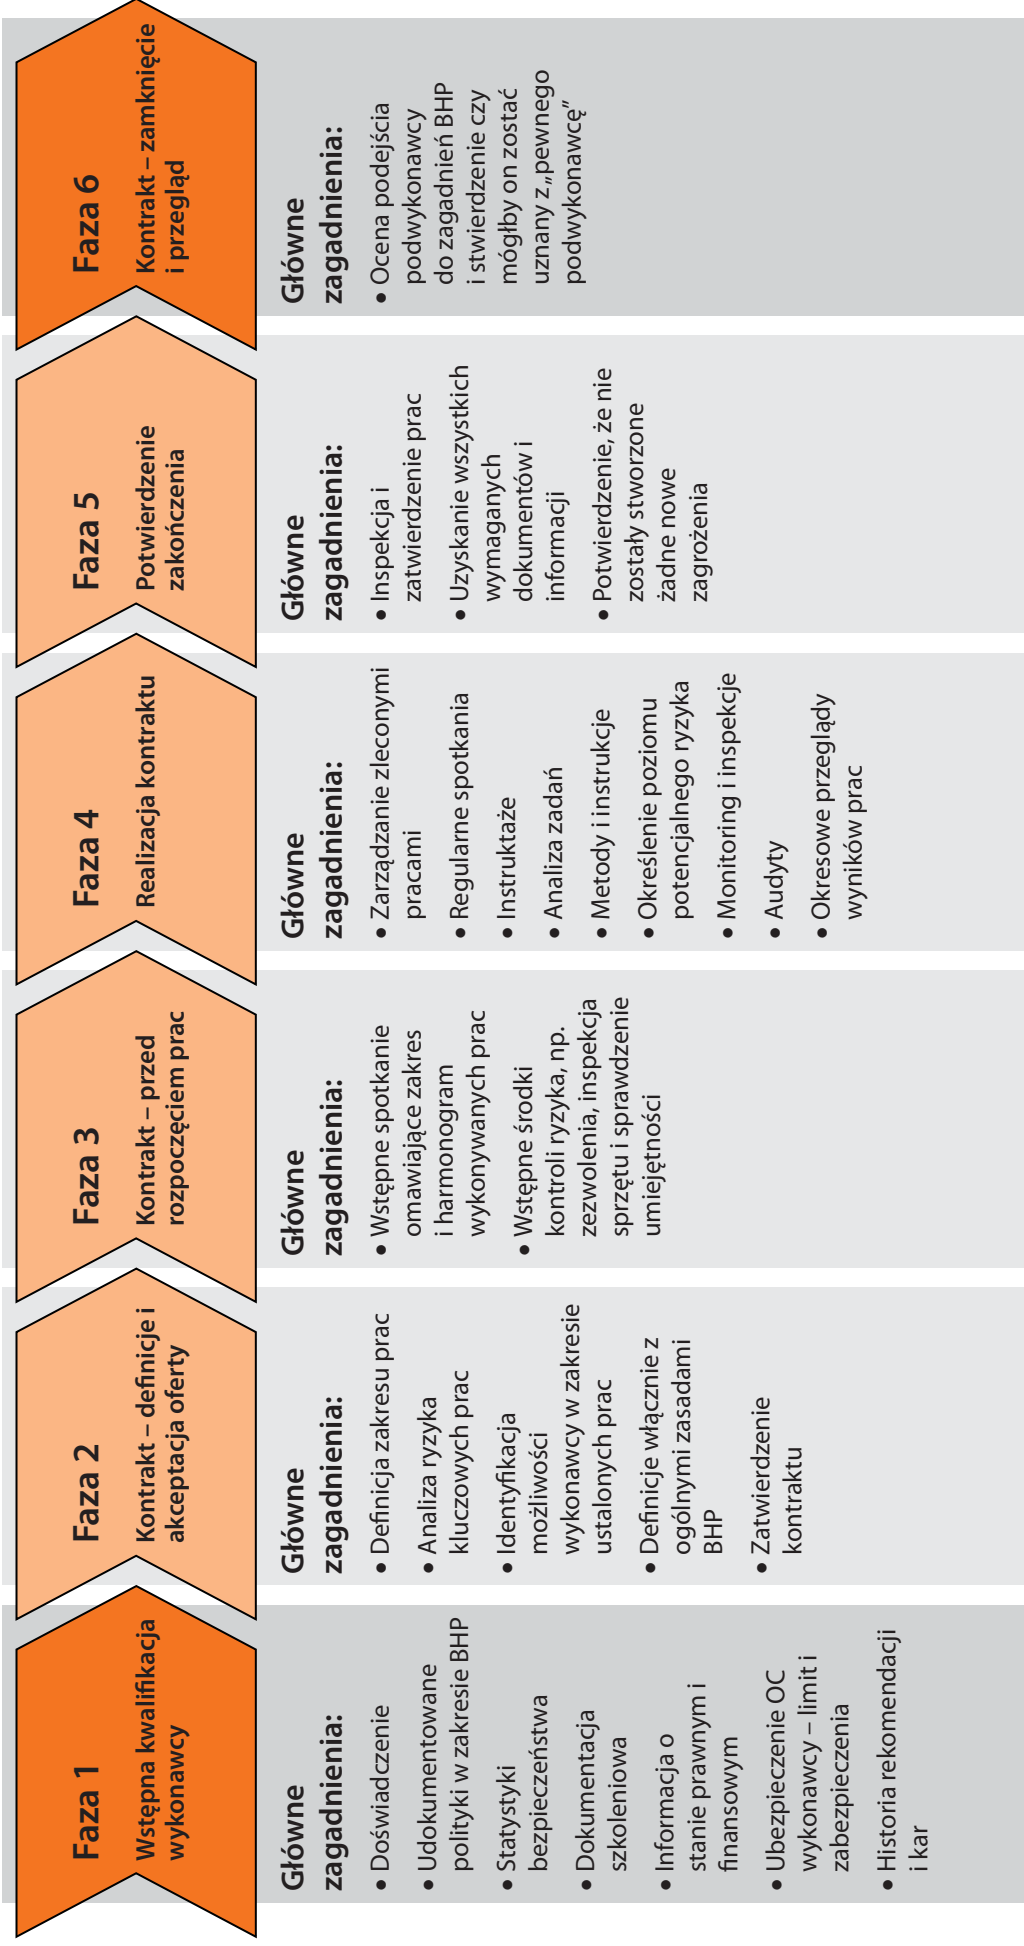 Faza 1
Wstępna kwalifikacja
wykonawcy
Główne
zagadnienia:
• Doświadczenie
• Udokumentowane
polityki w zakresie BHP
• Statystyki
bezpieczeństwa
• Dokumentacja
szkoleniowa
• Informacja o
stanie prawnym i
finansowym
• Ubezpieczenie OC
wykonawcy – limit i
zabezpieczenia
• Historia rekomendacji
i kar
Faza 2
Kontrakt – definicje i
akceptacja oferty
Główne
zagadnienia:
• Definicja zakresu prac
• Analiza ryzyka
kluczowych prac
• Identyfikacja
możliwości
wykonawcy w zakresie
ustalonych prac
• Definicje włącznie z
ogólnymi zasadami
BHP
• Zatwierdzenie
kontraktu
Faza 3
Kontrakt – przed
rozpoczęciem prac
Główne
zagadnienia:
• Wstępne spotkanie
omawiające zakres
i harmonogram
wykonywanych prac
• Wstępne środki
kontroli ryzyka, np.
zezwolenia, inspekcja
sprzętu i sprawdzenie
umiejętności
Faza 4
Realizacja kontraktu
Główne
zagadnienia:
• Zarządzanie zleconymi
pracami
• Regularne spotkania
• Instruktaże
• Analiza zadań
• Metody i instrukcje
• Określenie poziomu
potencjalnego ryzyka
• Monitoring i inspekcje
• Audyty
• Okresowe przeglądy
wyników prac
Faza 5
Potwierdzenie
zakończenia
Główne
zagadnienia:
• Inspekcja i
zatwierdzenie prac
• Uzyskanie wszystkich
wymaganych
dokumentów i
informacji
• Potwierdzenie, że nie
zostały stworzone
żadne nowe
zagrożenia
Faza 6
Kontrakt – zamknięcie
i przegląd
Główne
zagadnienia:
• Ocena podejścia
podwykonawcy
do zagadnień BHP
i stwierdzenie czy
mógłby on zostać
uznany z „pewnego
podwykonawcę”